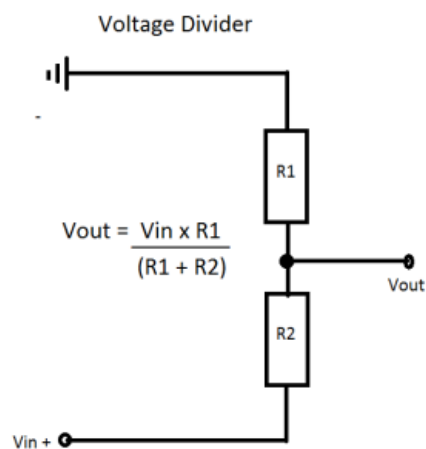 Voltage Divider
-
R1
Vout = Vin x R1
(R1 + R2)
Vout
R2
Vin +